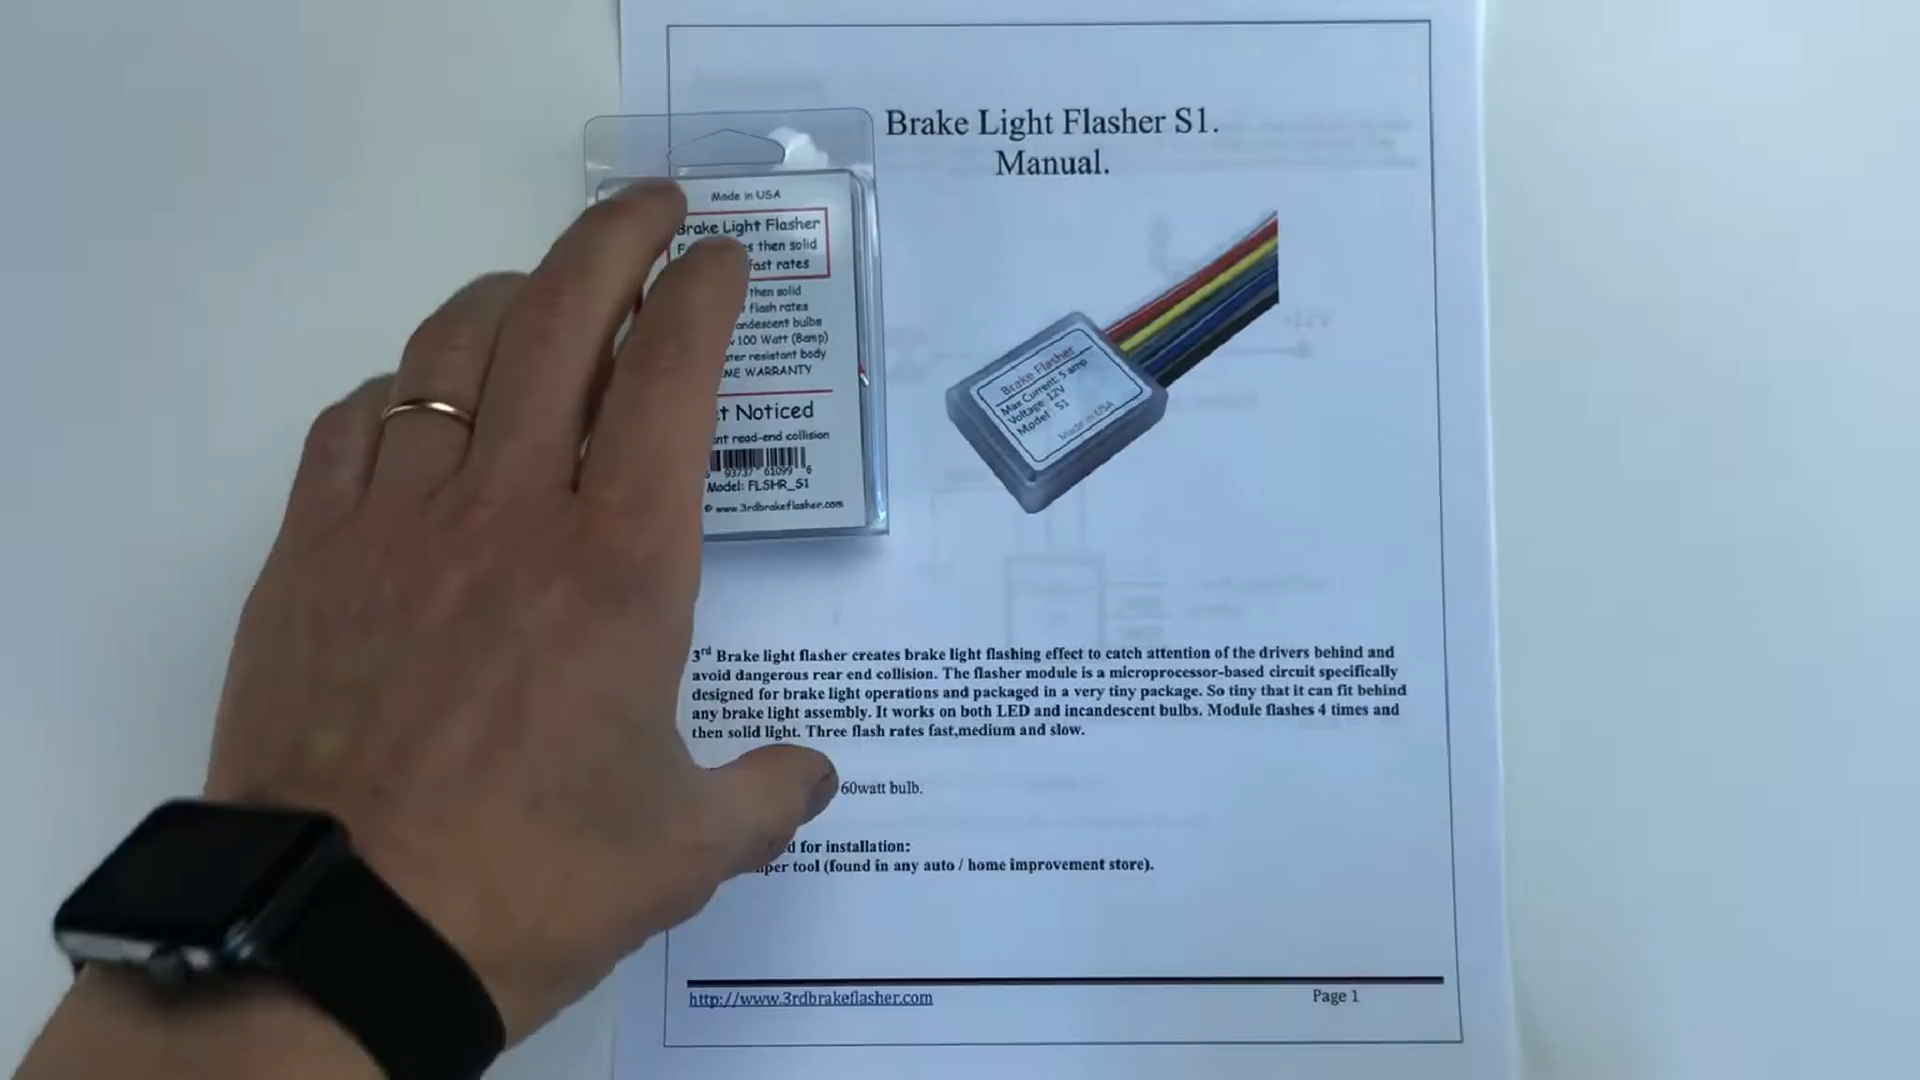 Brake Light Flasher S1.
Manual.
Made in USA
Brake Light Flasher
then solid
fast rates
then solid
flash rates
bulbs
100 Watt (8amp)
resistant body
WARRANTY
Noticed
read-end collision
93737 61099 6
Model: FLSHR_S1
© www.3rdbrakeflasher.com
Brake Flasher
Max Current: 5 amp
Voltage: 12V
Model: S1
Made in USA
3rd Brake light flasher creates brake light flashing effect to catch attention of the drivers behind and
avoid dangerous rear end collision. The flasher module is a microprocessor-based circuit specifically
designed for brake light operations and packaged in a very tiny package. So tiny that it can fit behind
any brake light assembly. It works on both LED and incandescent bulbs. Module flashes 4 times and
then solid light. Three flash rates fast,medium and slow.
60watt bulb.
for installation:
tool (found in any auto / home improvement store).
http://www.3rdbrakeflasher.com
Page 1